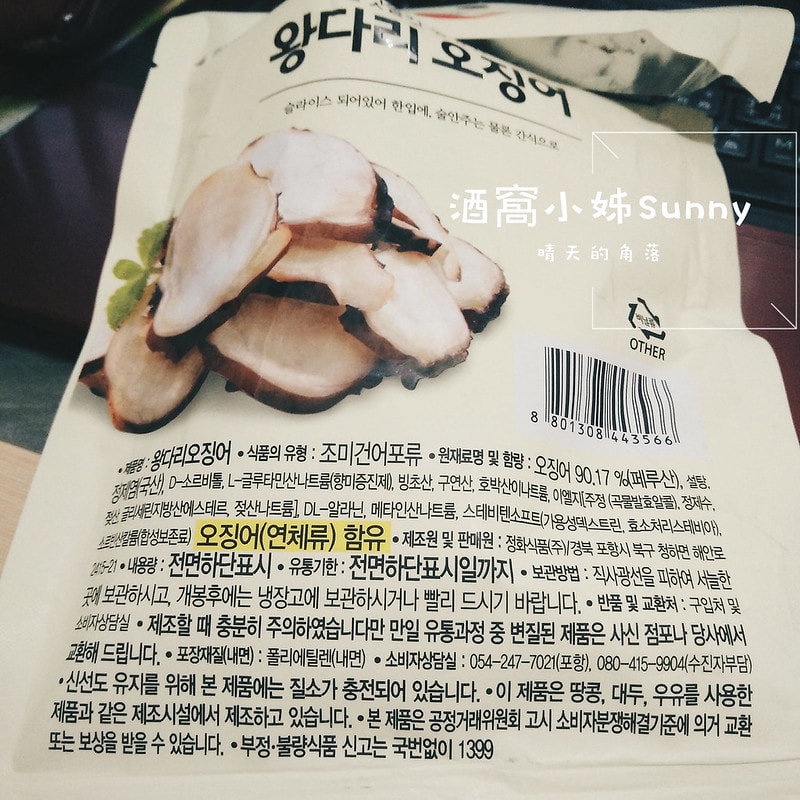 왕다리 오징어
슬라이스 되어있어 한입에, 술안주는 물론 간식으로
酒窩小姊Sunny
晴天的角落
비닐류
OTHER
8 801308 443566
• 제품명 : 왕다리오징어 • 식품의 유형 : 조미건어포류 • 원재료명 및 함량 : 오징어 90.17 %(페루산), 설탕,
정제염(국산), D-소르비톨, L-글루타민산나트륨(향미증진제), 빙초산, 구연산, 호박산이나트륨, 이엘지[주정 (곡물발효알콜), 정제수,
젖산, 글리세린지방산에스테르, 젖산나트륨], DL-알라닌, 메타인산나트륨, 스테비텐소프트(가용성덱스트린, 효소처리스테비아),
소르빈산칼륨(합성보존료) 오징어(연체류) 함유 • 제조원 및 판매원 : 정화식품(주)/경북 포항시 북구 청하면 해안로
2415-21 • 내용량 : 전면하단표시 • 유통기한 : 전면하단표시일까지 • 보관방법 : 직사광선을 피하여 서늘한
곳에 보관하시고, 개봉후에는 냉장고에 보관하시거나 빨리 드시기 바랍니다. • 반품 및 교환처 : 구입처 및
소비자상담실 • 제조할 때 충분히 주의하였습니다만 만일 유통과정 중 변질된 제품은 사신 점포나 당사에서
교환해 드립니다. • 포장재질(내면) : 폴리에틸렌(내면) • 소비자상담실 : 054-247-7021(포항), 080-415-9904(수진자부담)
• 신선도 유지를 위해 본 제품에는 질소가 충전되어 있습니다. • 이 제품은 땅콩, 대두, 우유를 사용한
제품과 같은 제조시설에서 제조하고 있습니다. • 본 제품은 공정거래위원회 고시 소비자분쟁해결기준에 의거 교환
또는 보상을 받을 수 있습니다. • 부정·불량식품 신고는 국번없이 1399